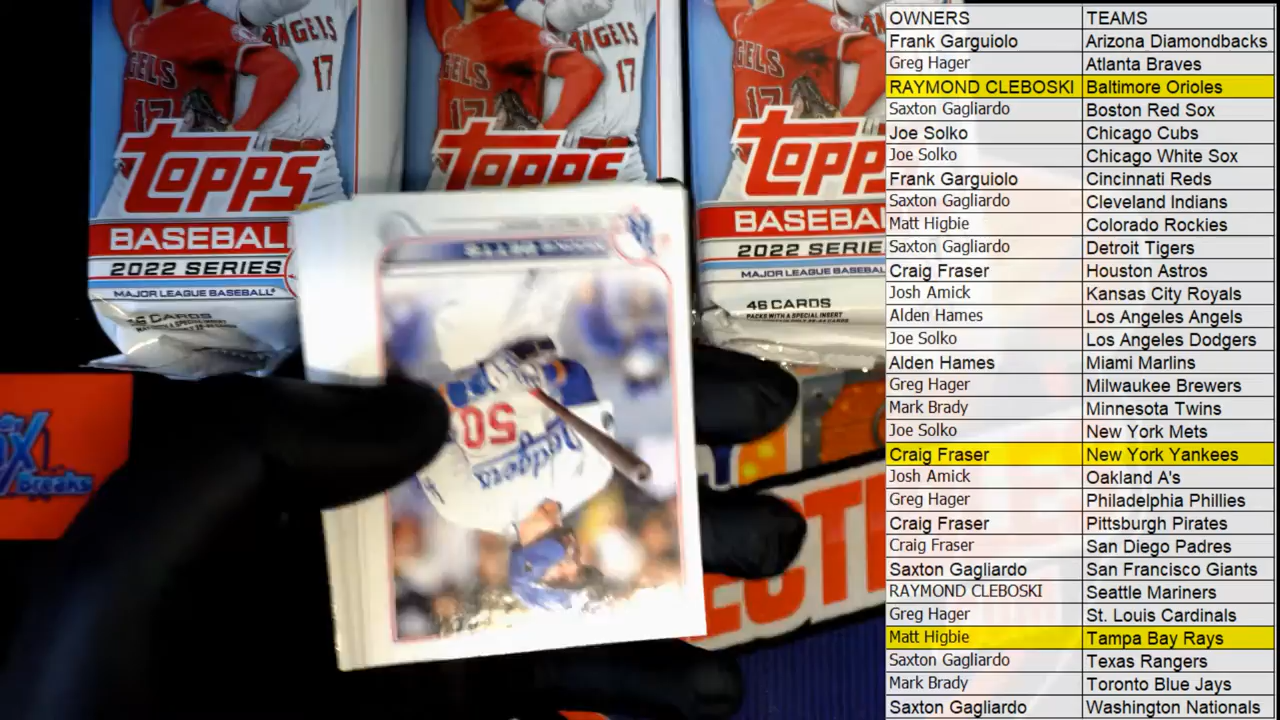 ANGELS
17
GELS
17
TOPPS
BASEBAL
2022 SERIES
MAJOR LEAGUE BASEBALL
ANGELS
17
GELS
17
TOPPS
ANGELS
17
TOPP
BASEBAL
2022 SERIE
MAJOR LEAGUE BASEBALL
46 CARDS
50
Dodgers
breaks
OWNERS TEAMS
Frank Garguiolo Arizona Diamondbacks
Greg Hager Atlanta Braves
RAYMOND CLEBOSKI Baltimore Orioles
Saxton Gagliardo Boston Red Sox
Joe Solko Chicago Cubs
Joe Solko Chicago White Sox
Frank Garguiolo Cincinnati Reds
Saxton Gagliardo Cleveland Indians
Matt Higbie Colorado Rockies
Saxton Gagliardo Detroit Tigers
Craig Fraser Houston Astros
Josh Amick Kansas City Royals
Alden Hames Los Angeles Angels
Joe Solko Los Angeles Dodgers
Alden Hames Miami Marlins
Greg Hager Milwaukee Brewers
Mark Brady Minnesota Twins
Joe Solko New York Mets
Craig Fraser New York Yankees
Josh Amick Oakland A's
Greg Hager Philadelphia Phillies
Craig Fraser Pittsburgh Pirates
Craig Fraser San Diego Padres
Saxton Gagliardo San Francisco Giants
RAYMOND CLEBOSKI Seattle Mariners
Greg Hager St. Louis Cardinals
Matt Higbie Tampa Bay Rays
Saxton Gagliardo Texas Rangers
Mark Brady Toronto Blue Jays
Saxton Gagliardo Washington Nationals